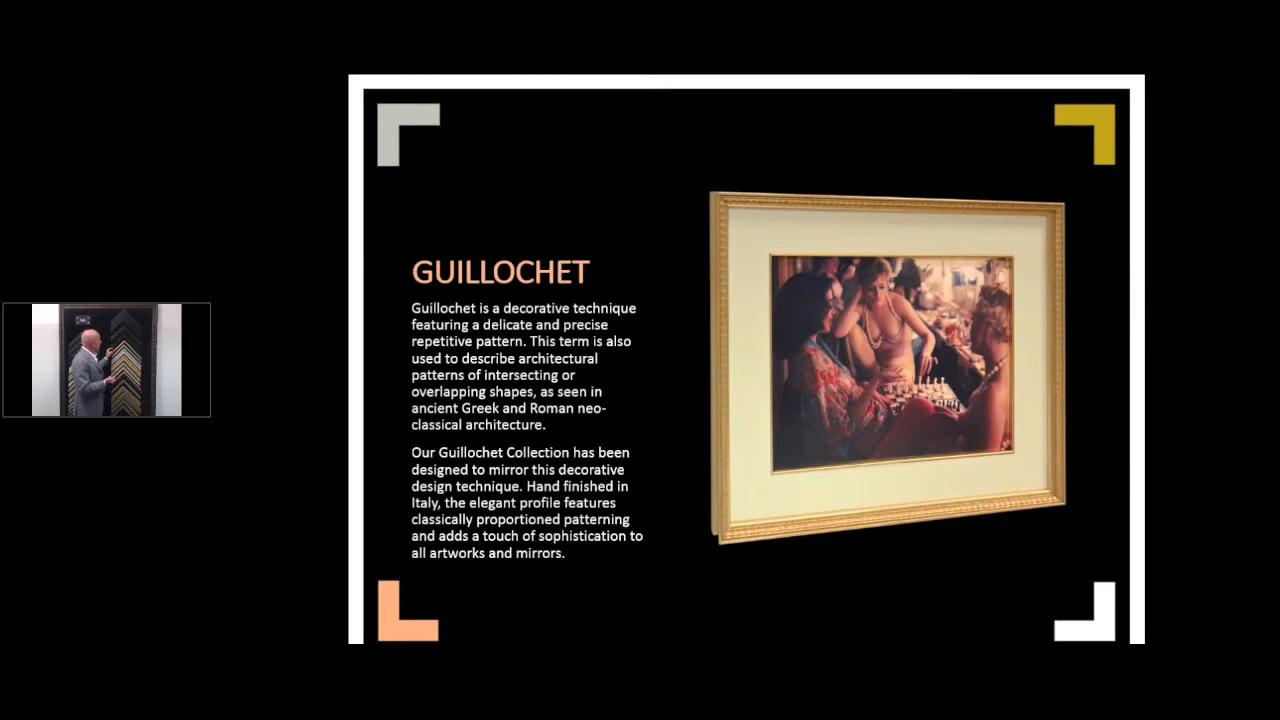 GUILLOCHET
Guillochet is a decorative technique
featuring a delicate and precise
repetitive pattern. This term is also
used to describe architectural
patterns of intersecting or
overlapping shapes, as seen in
ancient Greek and Roman neo-
classical architecture.
Our Guillochet Collection has been
designed to mirror this decorative
design technique. Hand finished in
Italy, the elegant profile features
classically proportioned patterning
and adds a touch of sophistication to
all artworks and mirrors.